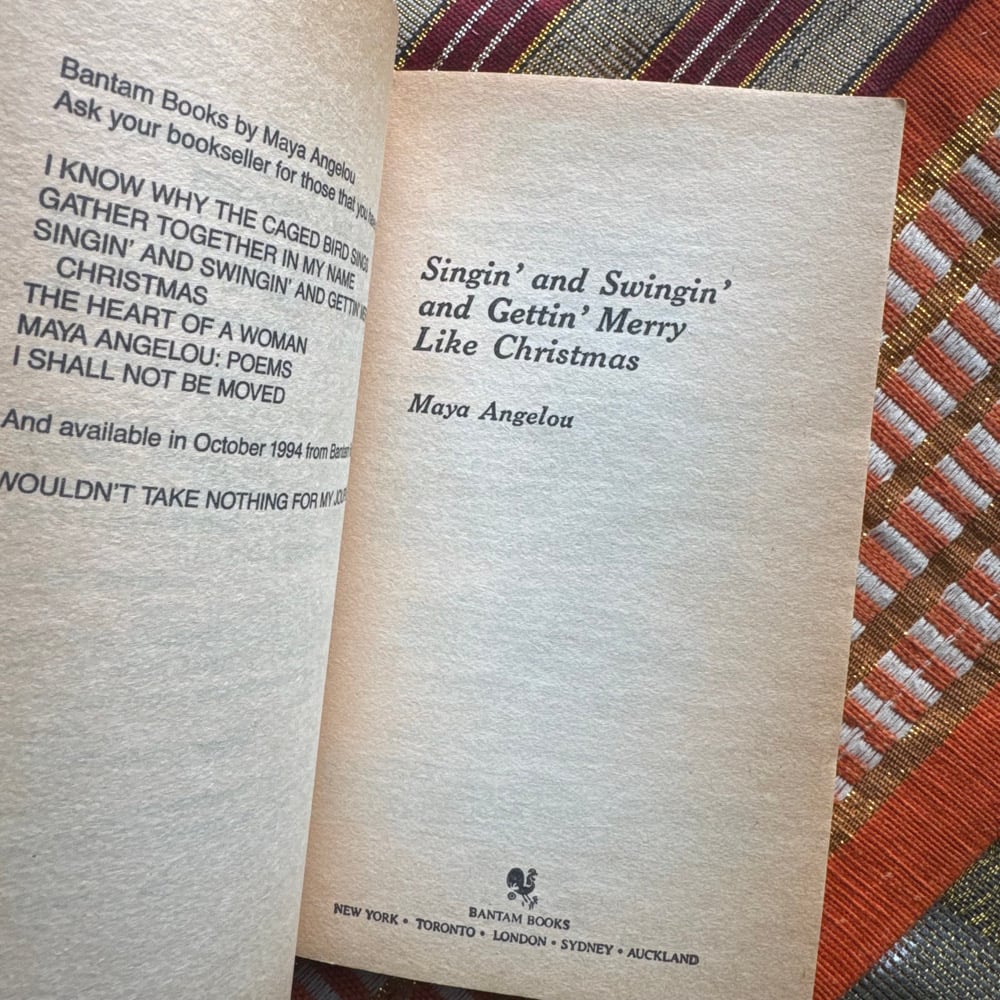 Bantam Books by Maya Angelou
Ask your bookseller for those that you
I KNOW WHY THE CAGED BIRD SINGS
GATHER TOGETHER IN MY NAME
SINGIN' AND SWINGIN' AND GETTIN'
CHRISTMAS
THE HEART OF A WOMAN
MAYA ANGELOU: POEMS
I SHALL NOT BE MOVED
And available in October 1994 from Bantam
WOULDN'T TAKE NOTHING FOR MY
Singin' and Swingin'
and Gettin' Merry
Like Christmas
Maya Angelou
BANTAM BOOKS
NEW YORK • TORONTO • LONDON • SYDNEY • AUCKLAND